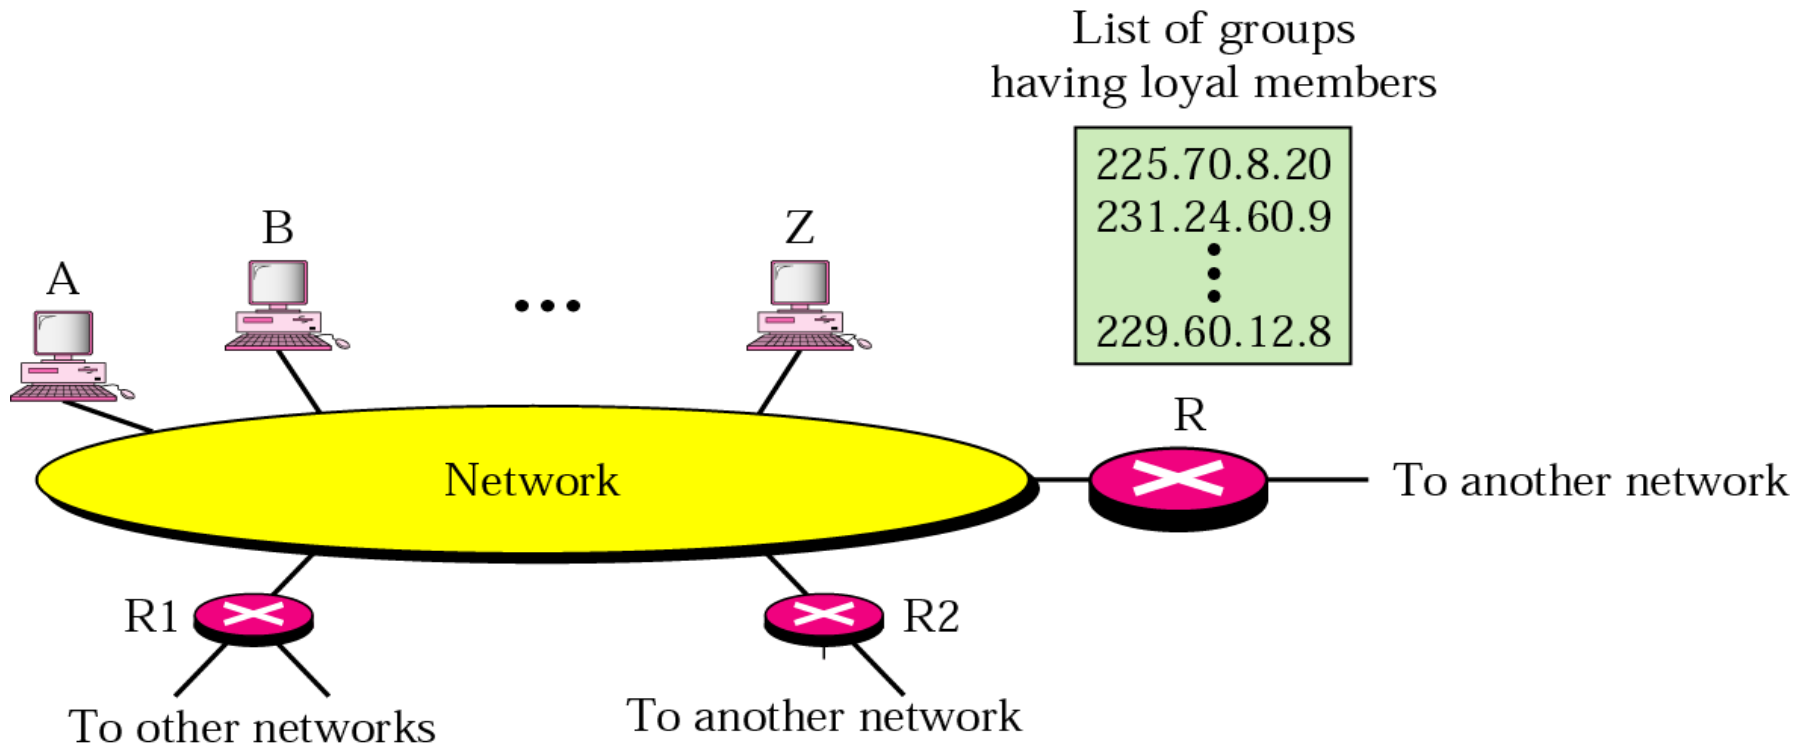 List of groups
having loyal members
225.70.8.20
231.24.60.9
229.60.12.8
A
B
Z
R
Network
To another network
R1
R2
To other networks
To another network